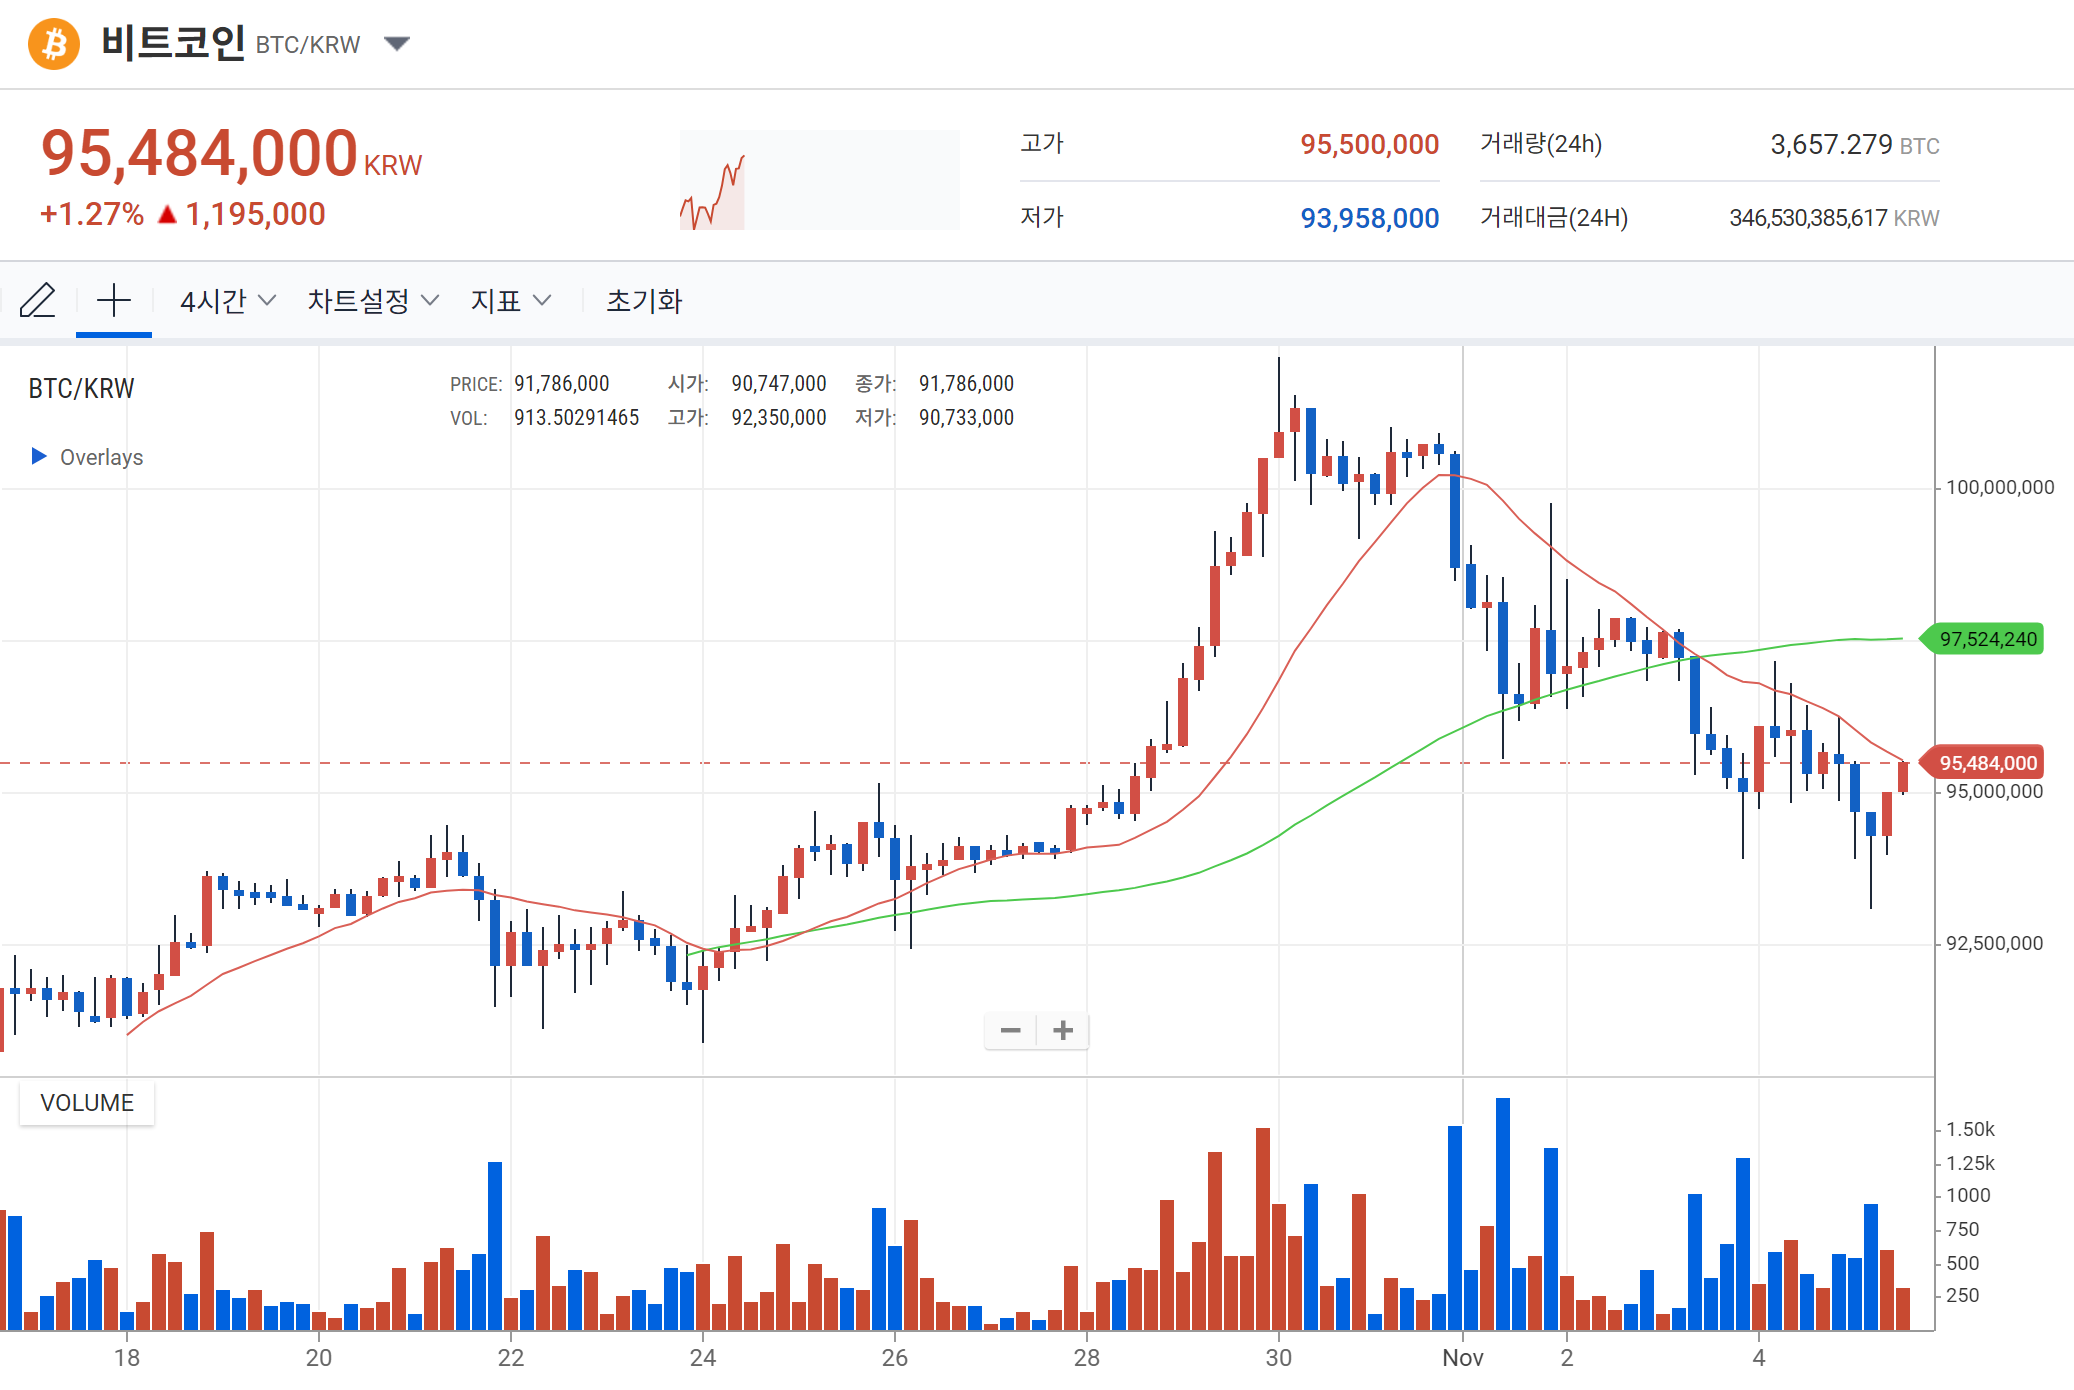 비트코인 BTC/KRW
95,484,000 KRW
+1.27% ▲ 1,195,000
고가 95,500,000
저가 93,958,000
거래량(24h) 3,657.279 BTC
거래대금(24H) 346,530,385,617 KRW
4시간 차트설정 지표 초기화
BTC/KRW
PRICE: 91,786,000 시가: 90,747,000 종가: 91,786,000
VOL: 913.50291465 고가: 92,350,000 저가: 90,733,000
Overlays
100,000,000
97,524,240
95,484,000
95,000,000
92,500,000
VOLUME
1.50k
1.25k
1000
750
500
250
18 20 22 24 26 28 30 Nov 2 4